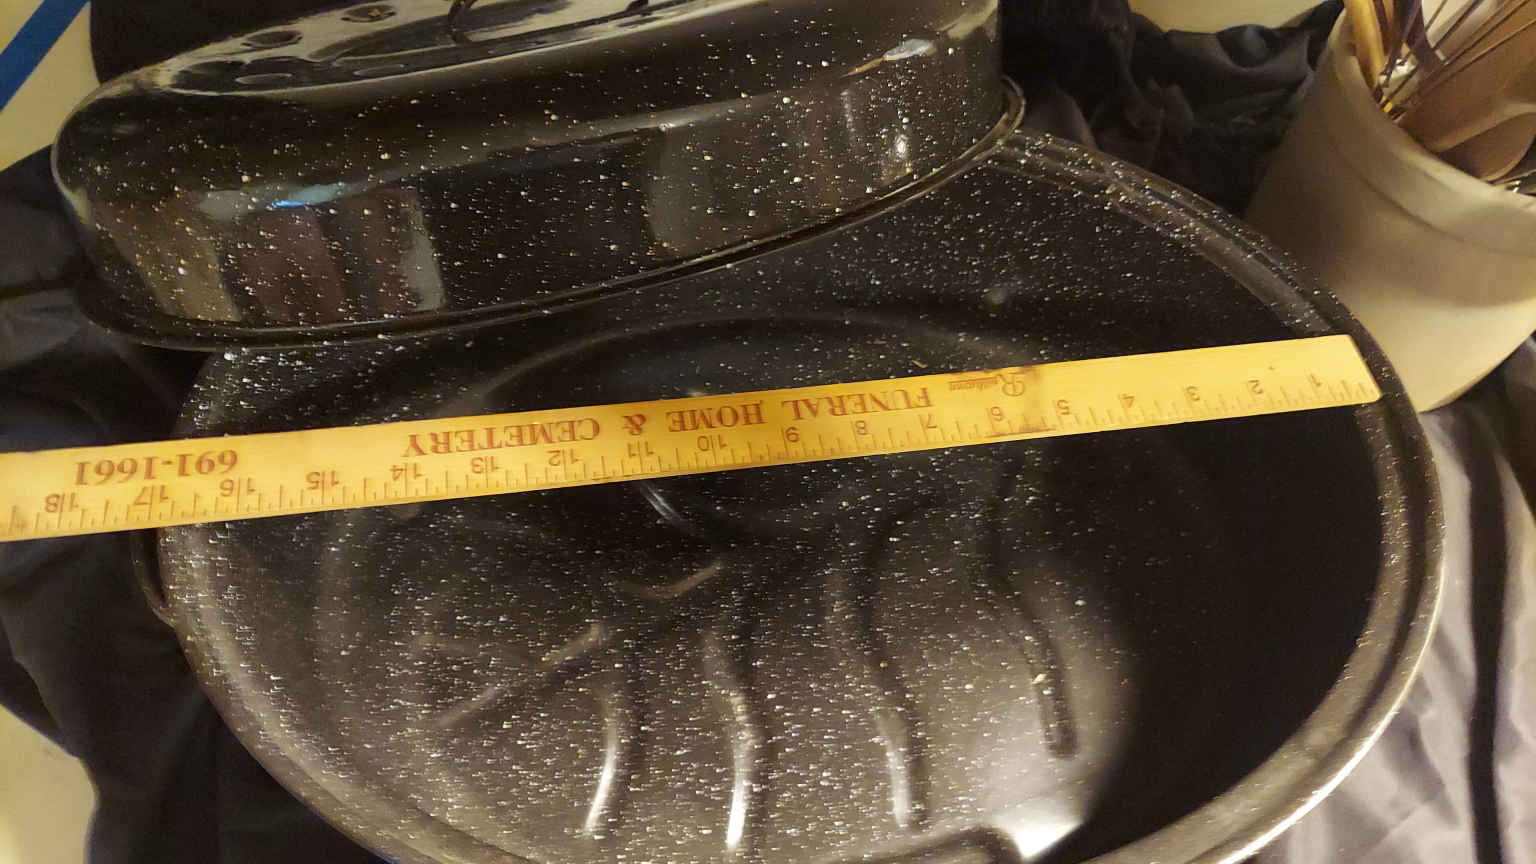 Rainbow
FUNERAL HOME & CEMETERY
691-1661
1 2 3 4 5 6 7 8 9 10 11 12 13 14 15 16 17 18